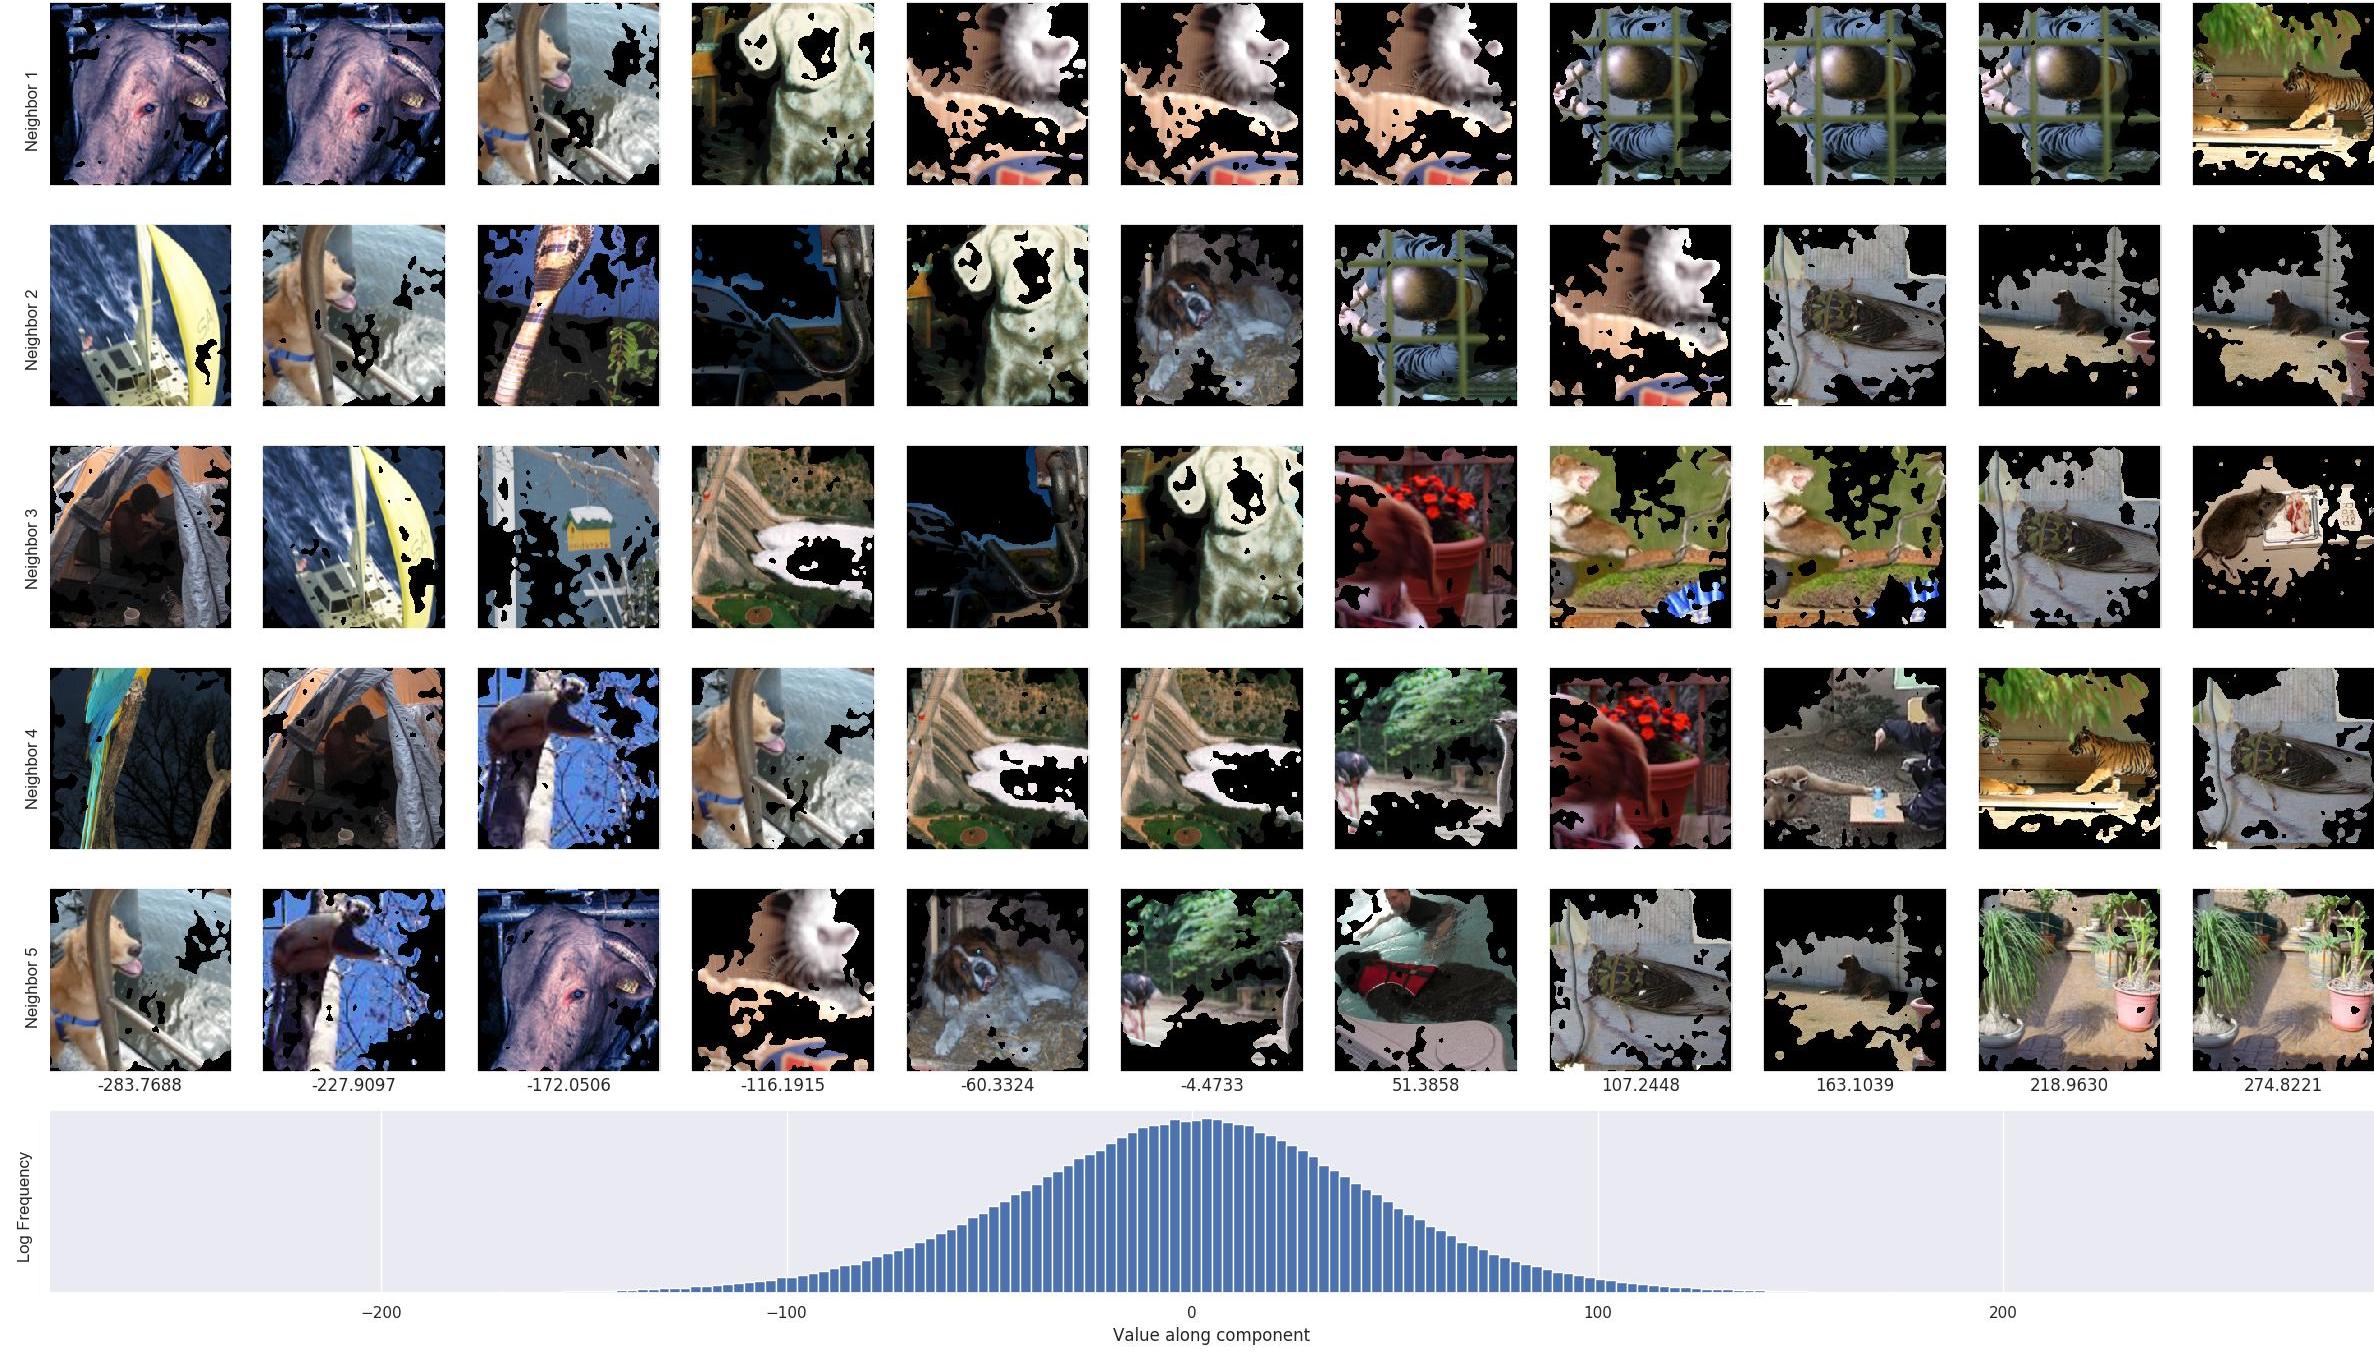 Neighbor 1
Neighbor 2
Neighbor 3
Neighbor 4
Neighbor 5
-283.7688 -227.9097 -172.0506 -116.1915 -60.3324 -4.4733 51.3858 107.2448 163.1039 218.9630 274.8221
Log Frequency
−200 −100 0 100 200
Value along component